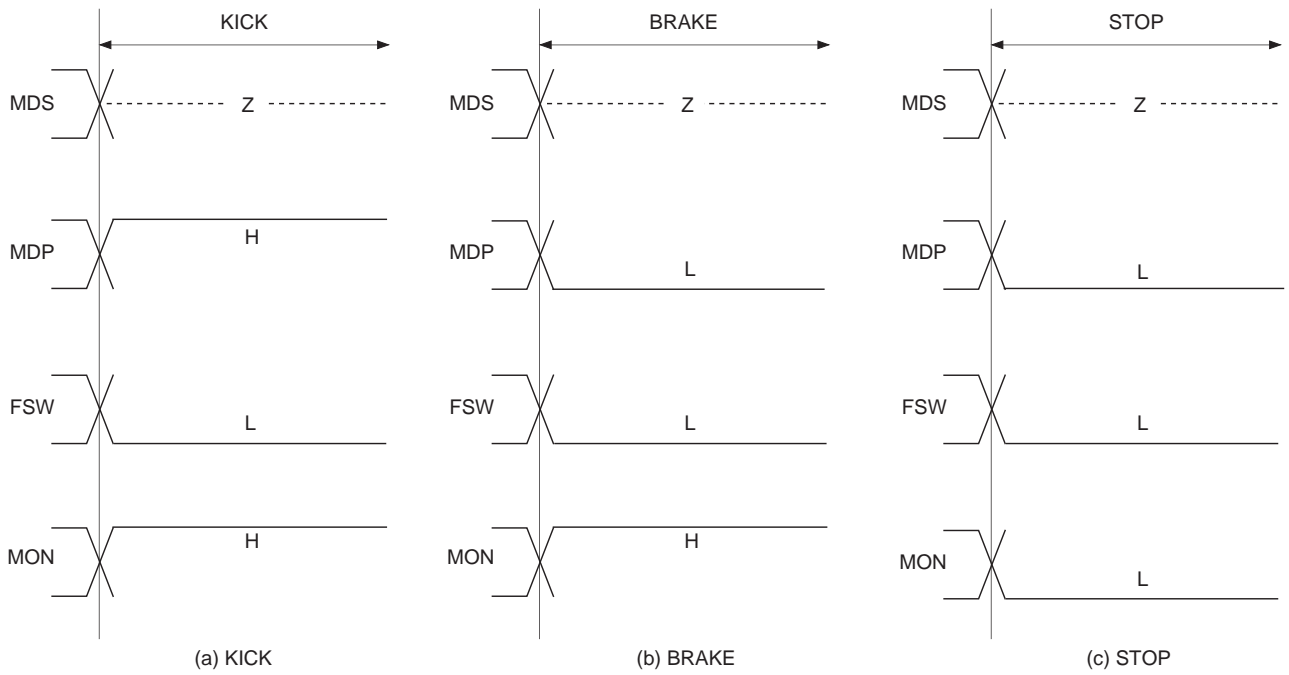 KICK
MDS
Z
MDP
H
FSW
L
MON
H
(a) KICK
BRAKE
MDS
Z
MDP
L
FSW
L
MON
H
(b) BRAKE
STOP
MDS
Z
MDP
L
FSW
L
MON
L
(c) STOP